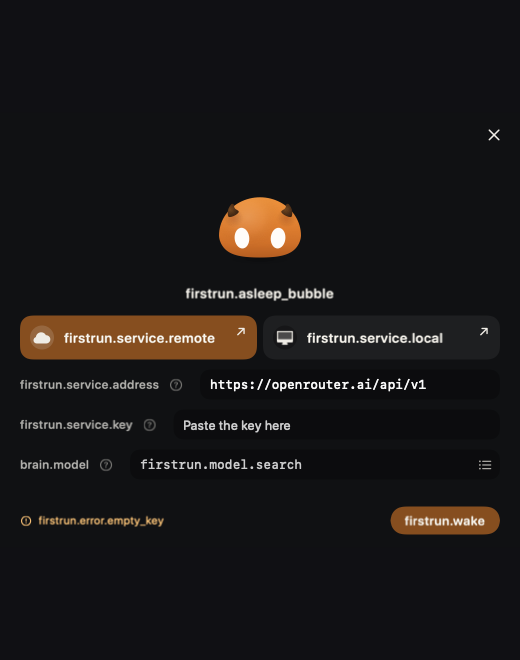 firstrun.asleep_bubble
firstrun.service.remote
firstrun.service.local
firstrun.service.address
https://openrouter.ai/api/v1
firstrun.service.key
Paste the key here
brain.model
firstrun.model.search
firstrun.error.empty_key
firstrun.wake